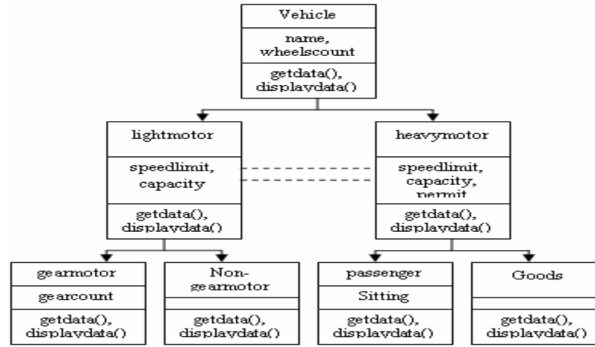 Vehicle
name,
wheelscount
getdata(),
displaydata()
lightmotor
speedlimit,
capacity
getdata(),
displaydata()
heavymotor
speedlimit,
capacity,
permit
getdata(),
displaydata()
gearmotor
gearcount
getdata(),
displaydata()
Non-
gearmotor
getdata(),
displaydata()
passenger
Sitting
getdata(),
displaydata()
Goods
getdata(),
displaydata()